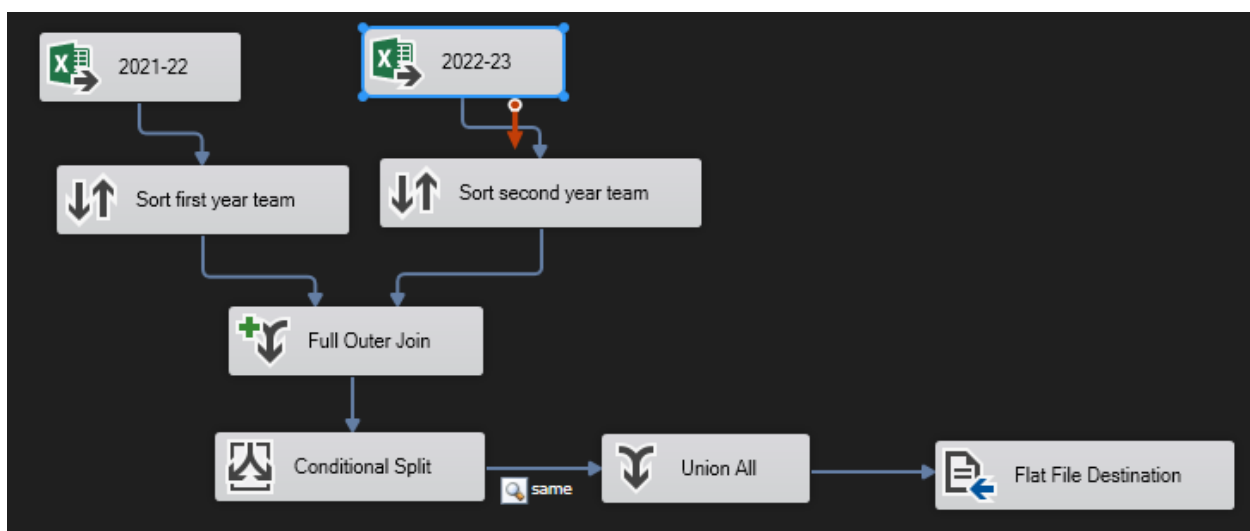 2021-22
2022-23
Sort first year team
Sort second year team
Full Outer Join
Conditional Split
same
Union All
Flat File Destination